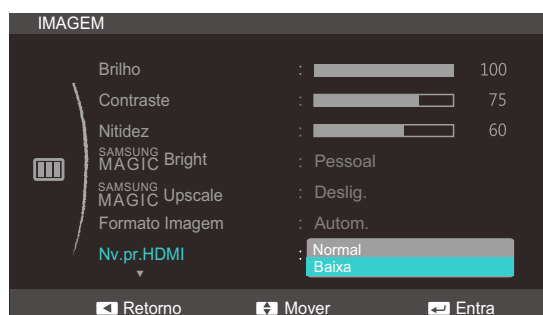 IMAGEM
Brilho : 100
Contraste : 75
Nitidez : 60
SAMSUNG MAGIC Bright : Pessoal
SAMSUNG MAGIC Upscale : Deslig.
Formato Imagem : Autom.
Nv.pr.HDMI : Normal
Baixa
Retorno Mover Entra